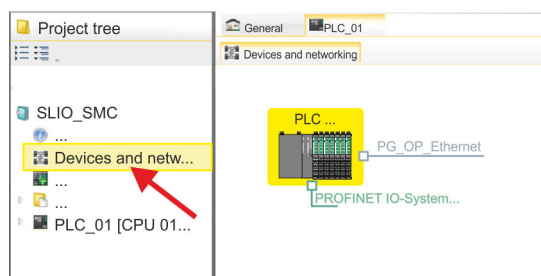 Project tree
General
PLC_01
Devices and networking
SLIO_SMC
...
Devices and netw...
...
...
PLC_01 [CPU 01...
PLC ...
PG_OP_Ethernet
PROFINET IO-System...